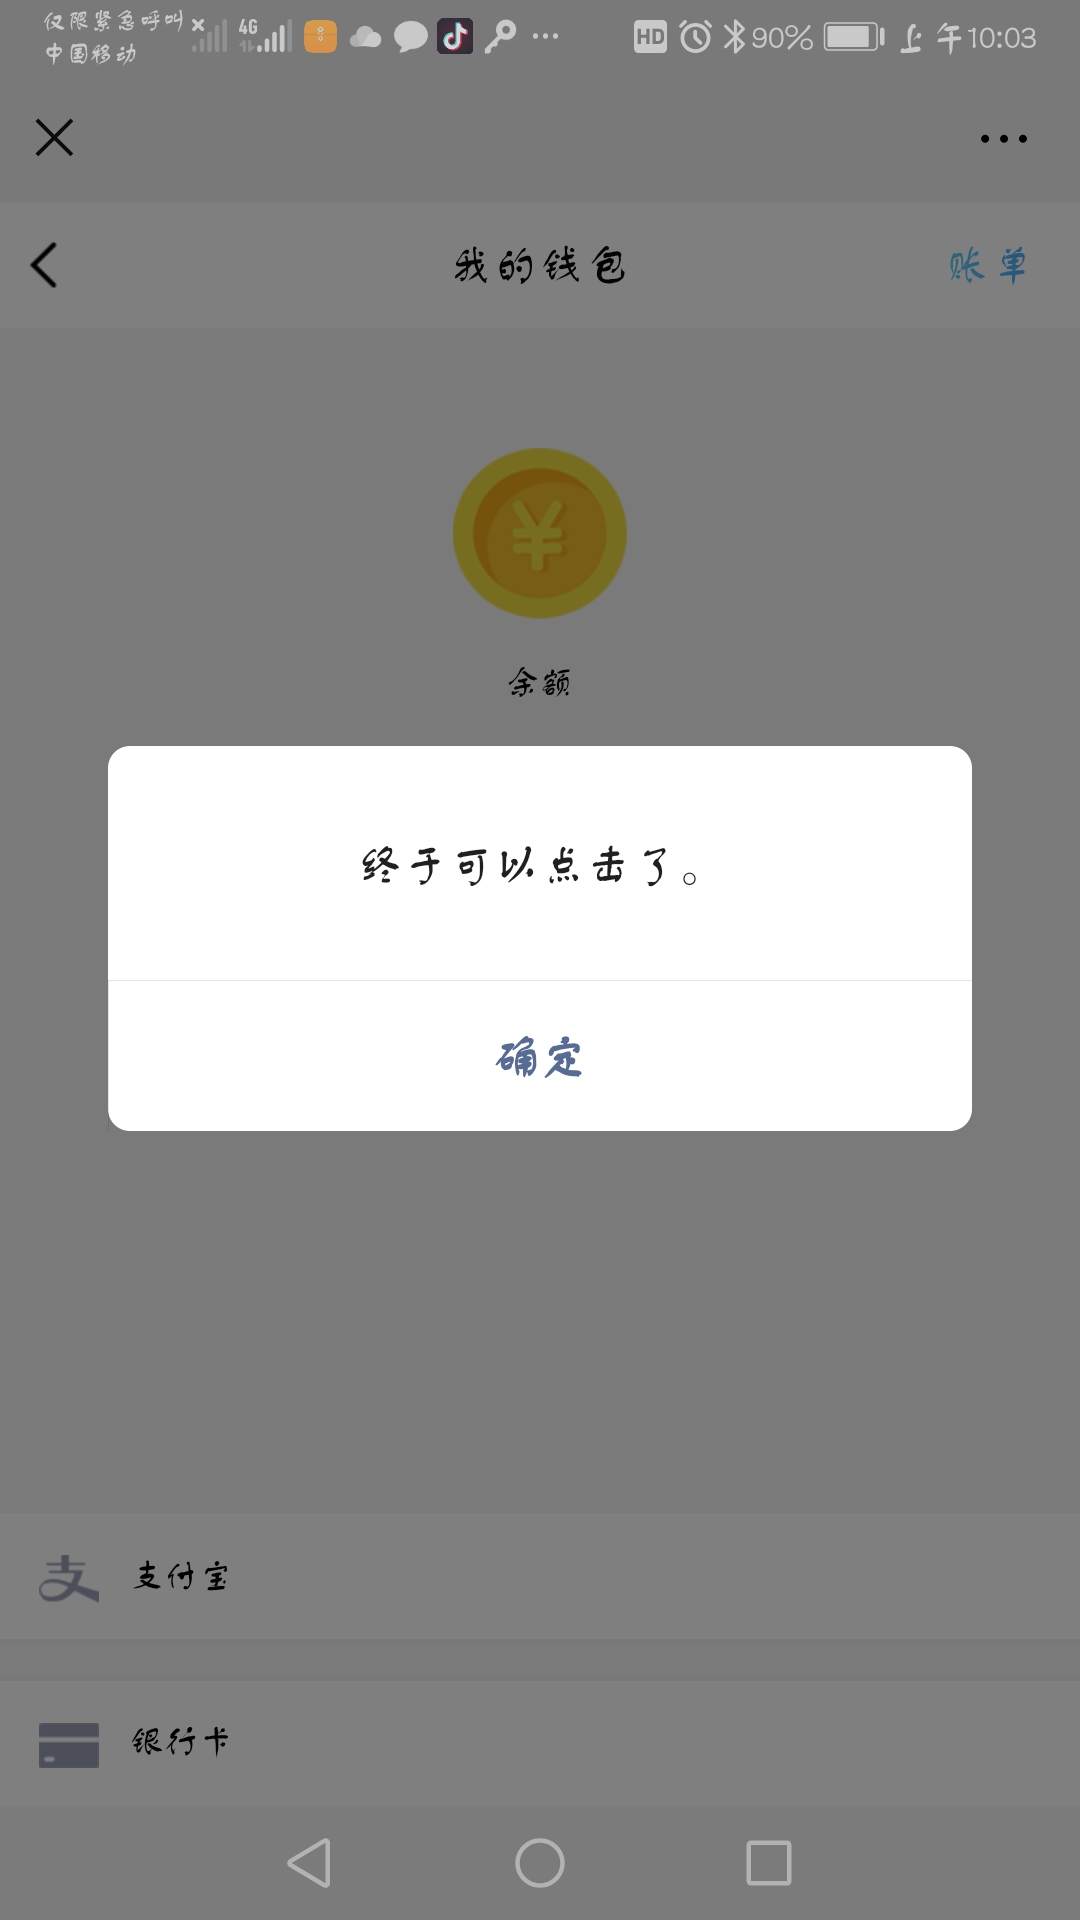 仅限紧急呼叫 4G HD 90% 上午10:03
中国移动
我的钱包 账单
¥
余额
终于可以点击了。
确定
支付宝
银行卡